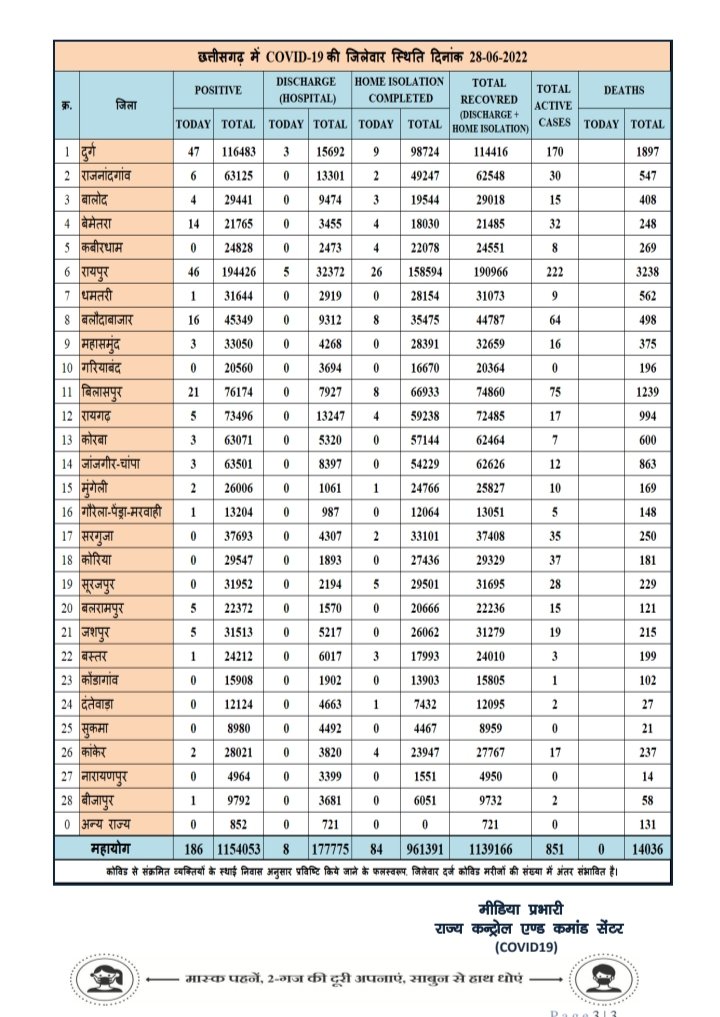 छत्तीसगढ़ में COVID-19 की जिलेवार स्थिति दिनांक 28-06-2022
क्र. जिला POSITIVE DISCHARGE (HOSPITAL) HOME ISOLATION COMPLETED TOTAL RECOVRED (DISCHARGE + HOME ISOLATION) TOTAL ACTIVE CASES DEATHS
TODAY TOTAL TODAY TOTAL TODAY TOTAL TODAY TOTAL
1 दुर्ग 47 116483 3 15692 9 98724 114416 170 1897
2 राजनांदगांव 6 63125 0 13301 2 49247 62548 30 547
3 बालोद 4 29441 0 9474 3 19544 29018 15 408
4 बेमेतरा 14 21765 0 3455 4 18030 21485 32 248
5 कबीरधाम 0 24828 0 2473 4 22078 24551 8 269
6 रायपुर 46 194426 5 32372 26 158594 190966 222 3238
7 धमतरी 1 31644 0 2919 0 28154 31073 9 562
8 बलौदाबाजार 16 45349 0 9312 8 35475 44787 64 498
9 महासमुंद 3 33050 0 4268 0 28391 32659 16 375
10 गरियाबंद 0 20560 0 3694 0 16670 20364 0 196
11 बिलासपुर 21 76174 0 7927 8 66933 74860 75 1239
12 रायगढ़ 5 73496 0 13247 4 59238 72485 17 994
13 कोरबा 3 63071 0 5320 0 57144 62464 7 600
14 जांजगीर-चांपा 3 63501 0 8397 0 54229 62626 12 863
15 मुंगेली 2 26006 0 1061 1 24766 25827 10 169
16 गौरेला-पेंड्रा-मरवाही 1 13204 0 987 0 12064 13051 5 148
17 सरगुजा 0 37693 0 4307 2 33101 37408 35 250
18 कोरिया 0 29547 0 1893 0 27436 29329 37 181
19 सूरजपुर 0 31952 0 2194 5 29501 31695 28 229
20 बलरामपुर 5 22372 0 1570 0 20666 22236 15 121
21 जशपुर 5 31513 0 5217 0 26062 31279 19 215
22 बस्तर 1 24212 0 6017 3 17993 24010 3 199
23 कोंडागांव 0 15908 0 1902 0 13903 15805 1 102
24 दंतेवाड़ा 0 12124 0 4663 1 7432 12095 2 27
25 सुकमा 0 8980 0 4492 0 4467 8959 0 21
26 कांकेर 2 28021 0 3820 4 23947 27767 17 237
27 नारायणपुर 0 4964 0 3399 0 1551 4950 0 14
28 बीजापुर 1 9792 0 3681 0 6051 9732 2 58
0 अन्य राज्य 0 852 0 721 0 0 721 0 131
महायोग 186 1154053 8 177775 84 961391 1139166 851 0 14036
कोविड से संक्रमित व्यक्तियों के स्थाई निवास अनुसार प्रविष्टि किये जाने के फलस्वरुप, जिलेवार दर्ज कोविड मरीजों की संख्या में अंतर संभावित है।
मीडिया प्रभारी
राज्य कन्ट्रोल एण्ड कमांड सेंटर
(COVID19)
मास्क पहनें, 2-गज की दूरी अपनाएं, साबुन से हाथ धोएं
Page 3|3